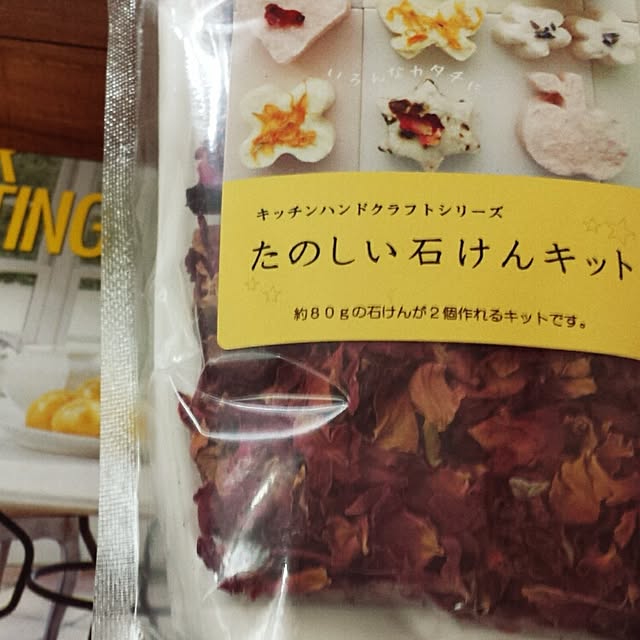 いろんなカタチに
キッチンハンドクラフトシリーズ
たのしい石けんキット
約80gの石けんが2個作れるキットです。
TING